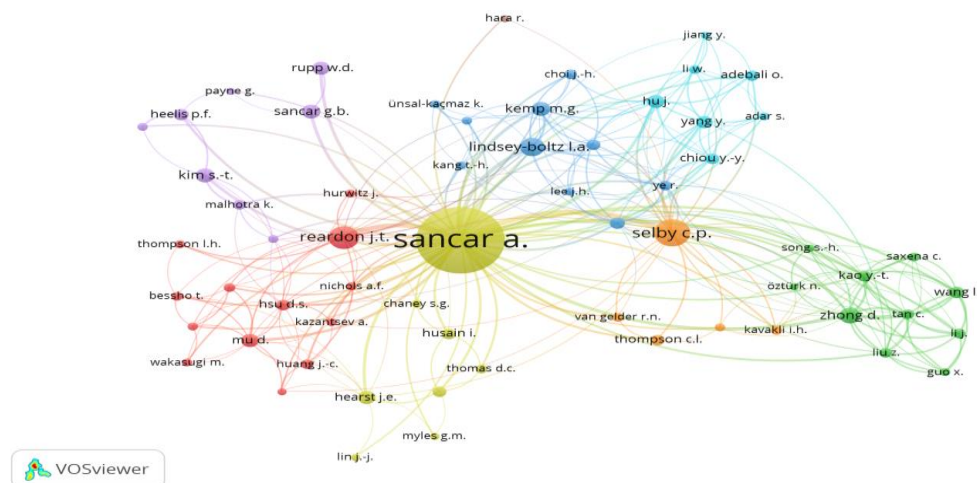 hara r.
jiang y.
rupp w.d.
choi j.-h.
li w.
adebali o.
payne g.
sancar g.b.
ünsal-kaçmaz k.
kemp m.g.
hu j.
heelis p.f.
yang y.
adar s.
lindsey-boltz l.a.
chiou y.-y.
kang t.-h.
kim s.-t.
hurwitz j.
lee j.h.
ye r.
malhotra k.
reardon j.t.
sancar a.
selby c.p.
thompson l.h.
song s.-h.
saxena c.
kao y.-t.
bessho t.
nichols a.f.
öztürk n.
wang l
hsu d.s.
chaney s.g.
van gelder r.n.
zhong d.
tan c.
kazantsev a.
husain i.
kavakli i.h.
li j.
mu d.
thompson c.l.
liu z.
wakasugi m.
huang j.-c.
thomas d.c.
guo x.
hearst j.e.
myles g.m.
lin j.-j.
VOSviewer